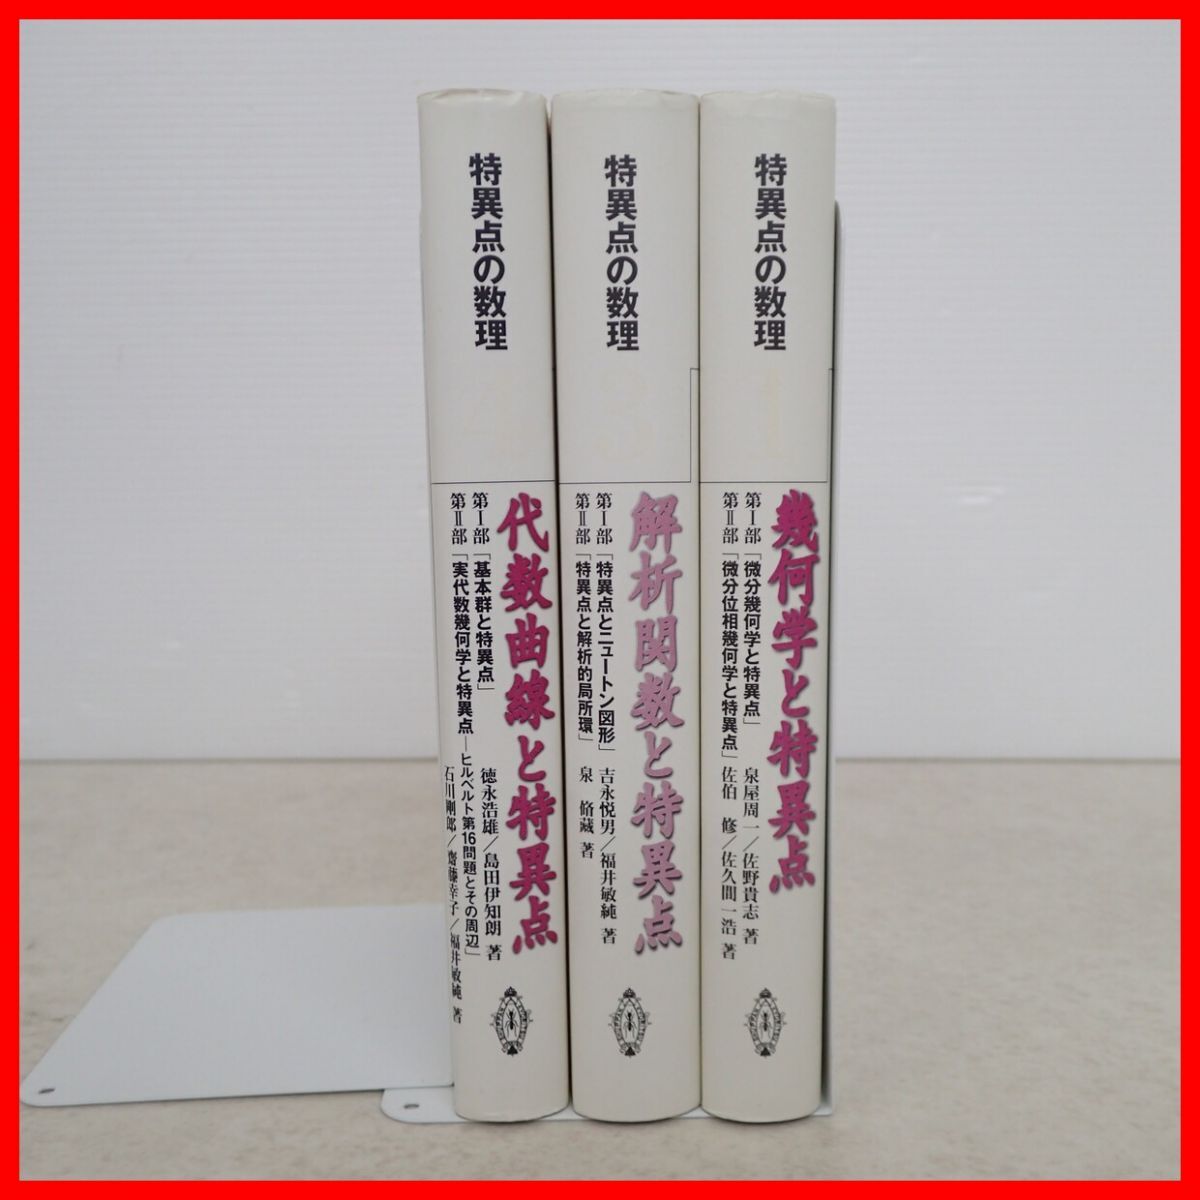 特異点の数理
4
代数曲線と特異点
第Ⅰ部「基本群と特異点」 徳永浩雄/島田伊知朗 著
第Ⅱ部「実代数幾何学と特異点―ヒルベルト第16問題とその周辺」 石川剛郎/齋藤幸子/福井敏純 著
特異点の数理
3
解析関数と特異点
第Ⅰ部「特異点とニュートン図形」 吉永悦男/福井敏純 著
第Ⅱ部「特異点と解析的局所環」 泉 脩藏 著
特異点の数理
1
幾何学と特異点
第Ⅰ部「微分幾何学と特異点」 泉屋周一/佐野貴志 著
第Ⅱ部「微分位相幾何学と特異点」 佐伯 修/佐久間一浩 著